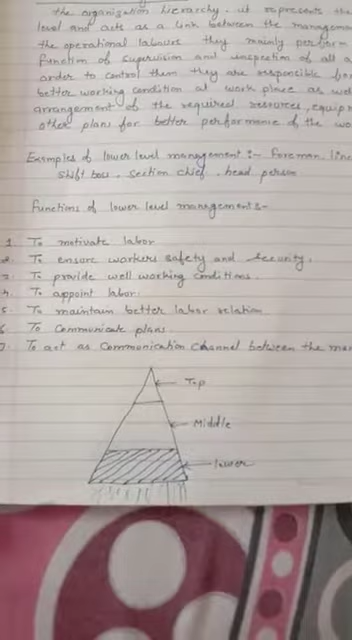 the organization hierarchy. it represents the
level and acts as a link between the managem
the operational labours they mainly perform
function of supervision and inspection of all a
order to control them they are responsible for
better working condition at work place as wel
arrangement of the required resources, equip
other plans for better performance of the wo
Examples of lower level management :- Foreman, line
shift boss, section chief, head person
Functions of lower level management :-
1. To motivate labor
2. To ensure workers safety and security.
3. To provide well working conditions.
4. To appoint labor.
5. To maintain better labor relation
6. To communicate plans.
7. To act as communication channel between the man
Top
Middle
lower